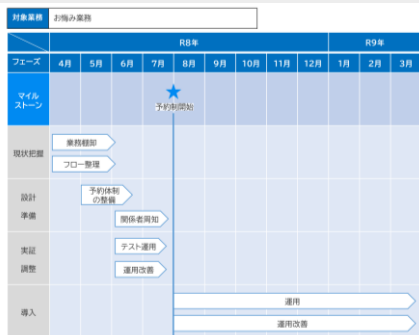 対象業務 お悔み業務
R8年 R9年
フェーズ 4月 5月 6月 7月 8月 9月 10月 11月 12月 1月 2月 3月
マイル
ストーン
予約制開始
現状把握
業務棚卸
フロー整理
設計
準備
予約体制
の整備
関係者周知
実証
調整
テスト運用
運用改善
導入
運用
運用改善